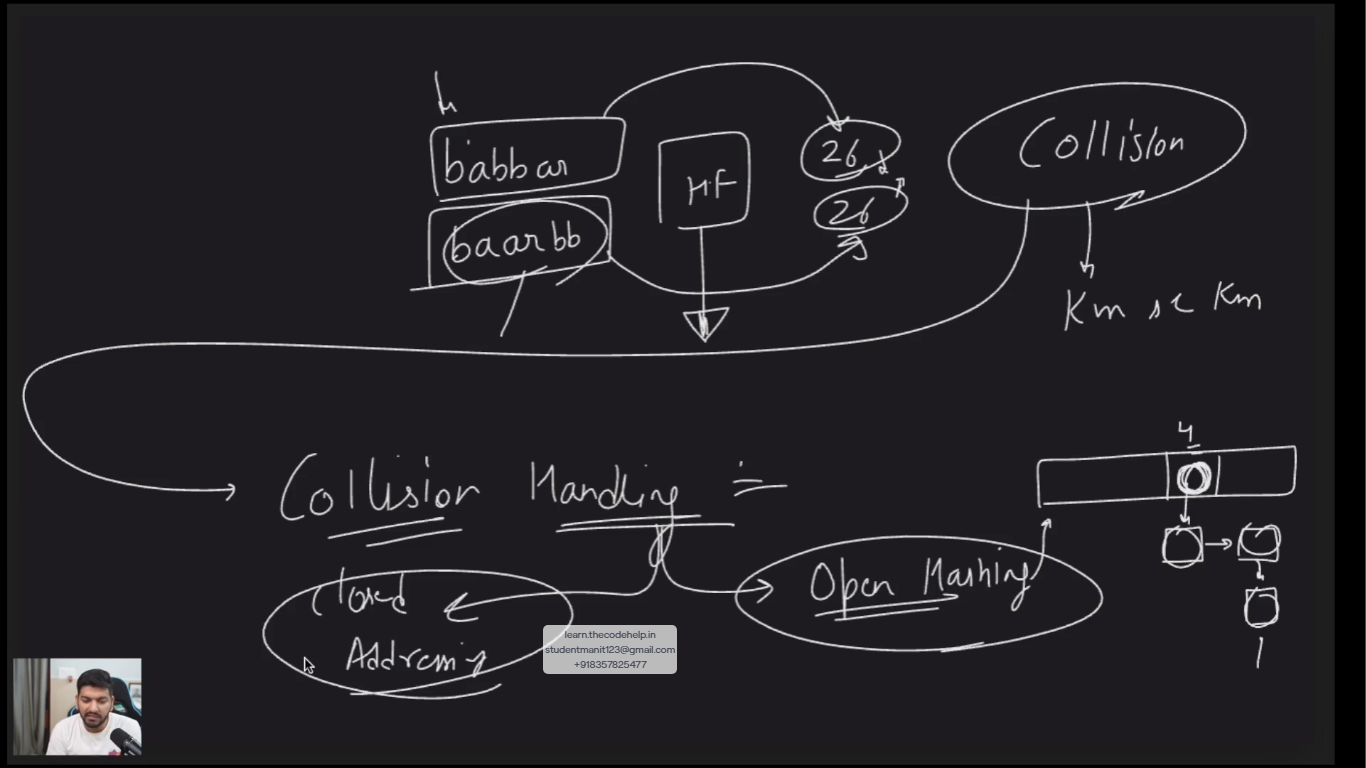 babbar
baarbb
H.F
26
26
Collision
Km se Km
Collision Handling :-
Closed
Addressing
Open Hashing
4
learn.thecodehelp.in
studentmanit123@gmail.com
+918357825477